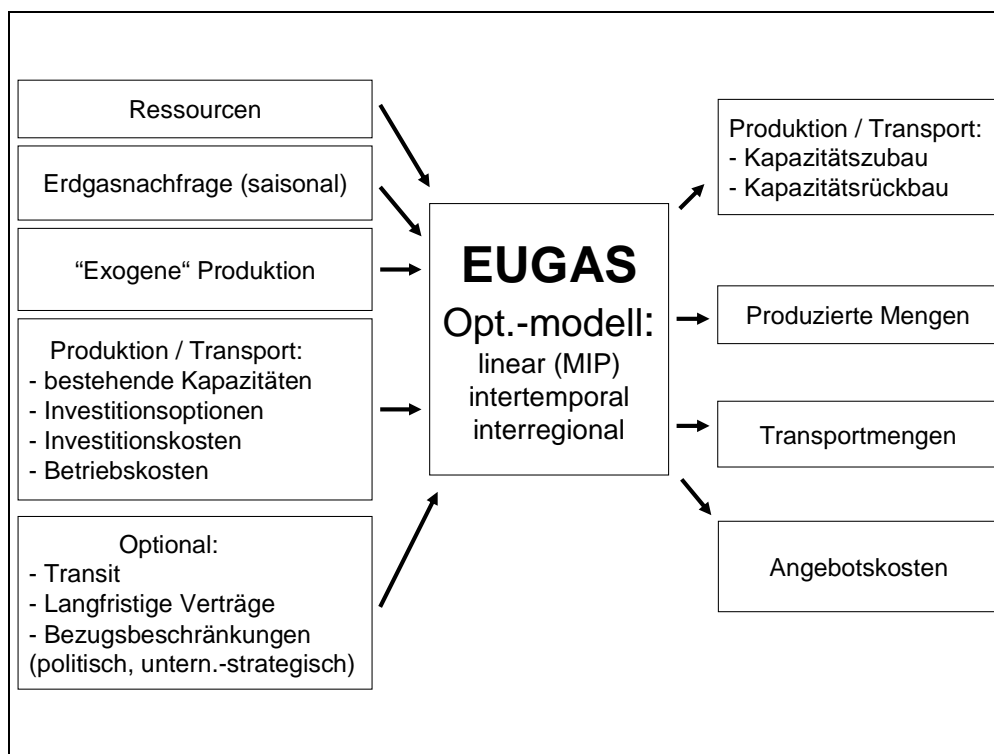 Ressourcen
Erdgasnachfrage (saisonal)
“Exogene“ Produktion
Produktion / Transport:
- bestehende Kapazitäten
- Investitionsoptionen
- Investitionskosten
- Betriebskosten
Optional:
- Transit
- Langfristige Verträge
- Bezugsbeschränkungen
(politisch, untern.-strategisch)
EUGAS
Opt.-modell:
linear (MIP)
intertemporal
interregional
Produktion / Transport:
- Kapazitätszubau
- Kapazitätsrückbau
Produzierte Mengen
Transportmengen
Angebotskosten